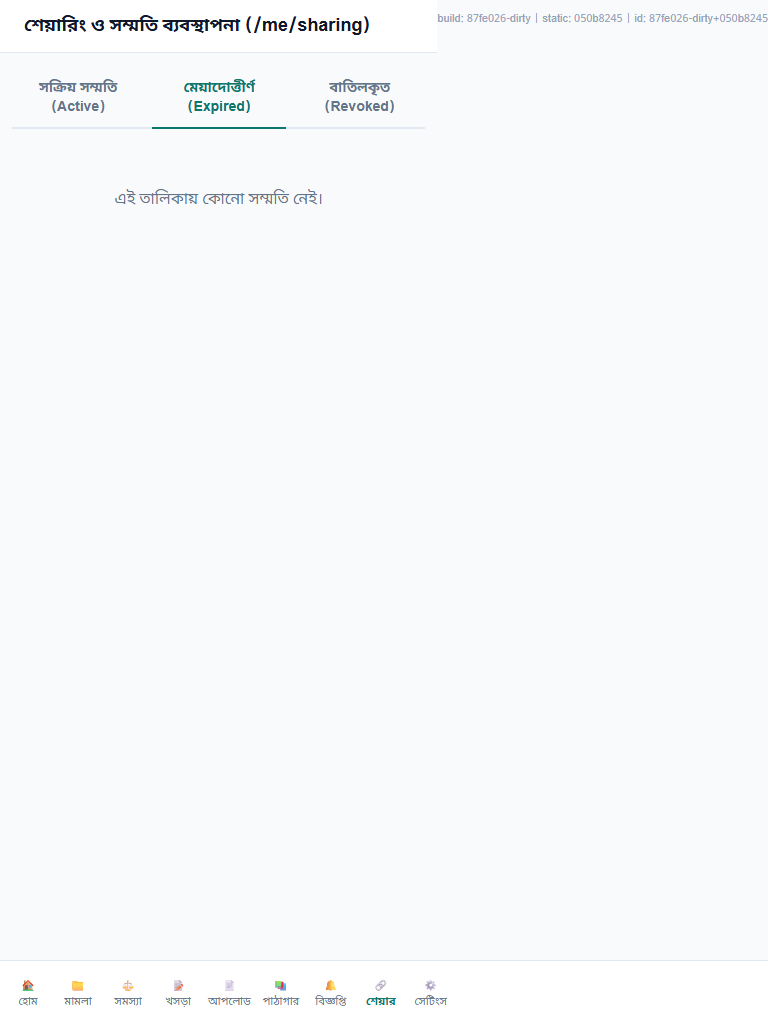 শেয়ারিং ও সম্মতি ব্যবস্থাপনা (/me/sharing)
build: 87fe026-dirty | static: 050b8245 | id: 87fe026-dirty+050b8245
সক্রিয় সম্মতি
(Active)
মেয়াদোত্তীর্ণ
(Expired)
বাতিলকৃত
(Revoked)
এই তালিকায় কোনো সম্মতি নেই।
হোম
মামলা
সমস্যা
খসড়া
আপলোড
পাঠাগার
বিজ্ঞপ্তি
শেয়ার
সেটিংস